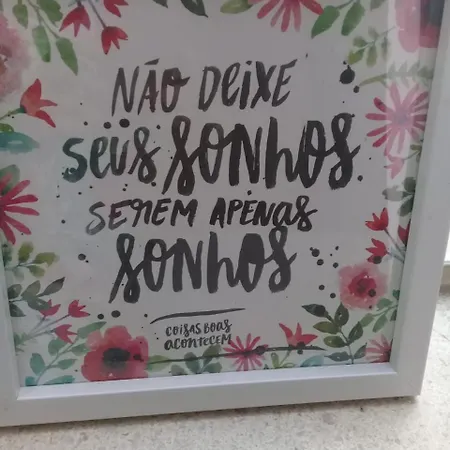 NÃO DEIXE
SEUS SONHOS
SEREM APENAS
SONHOS
COISAS BOAS
ACONTECEM